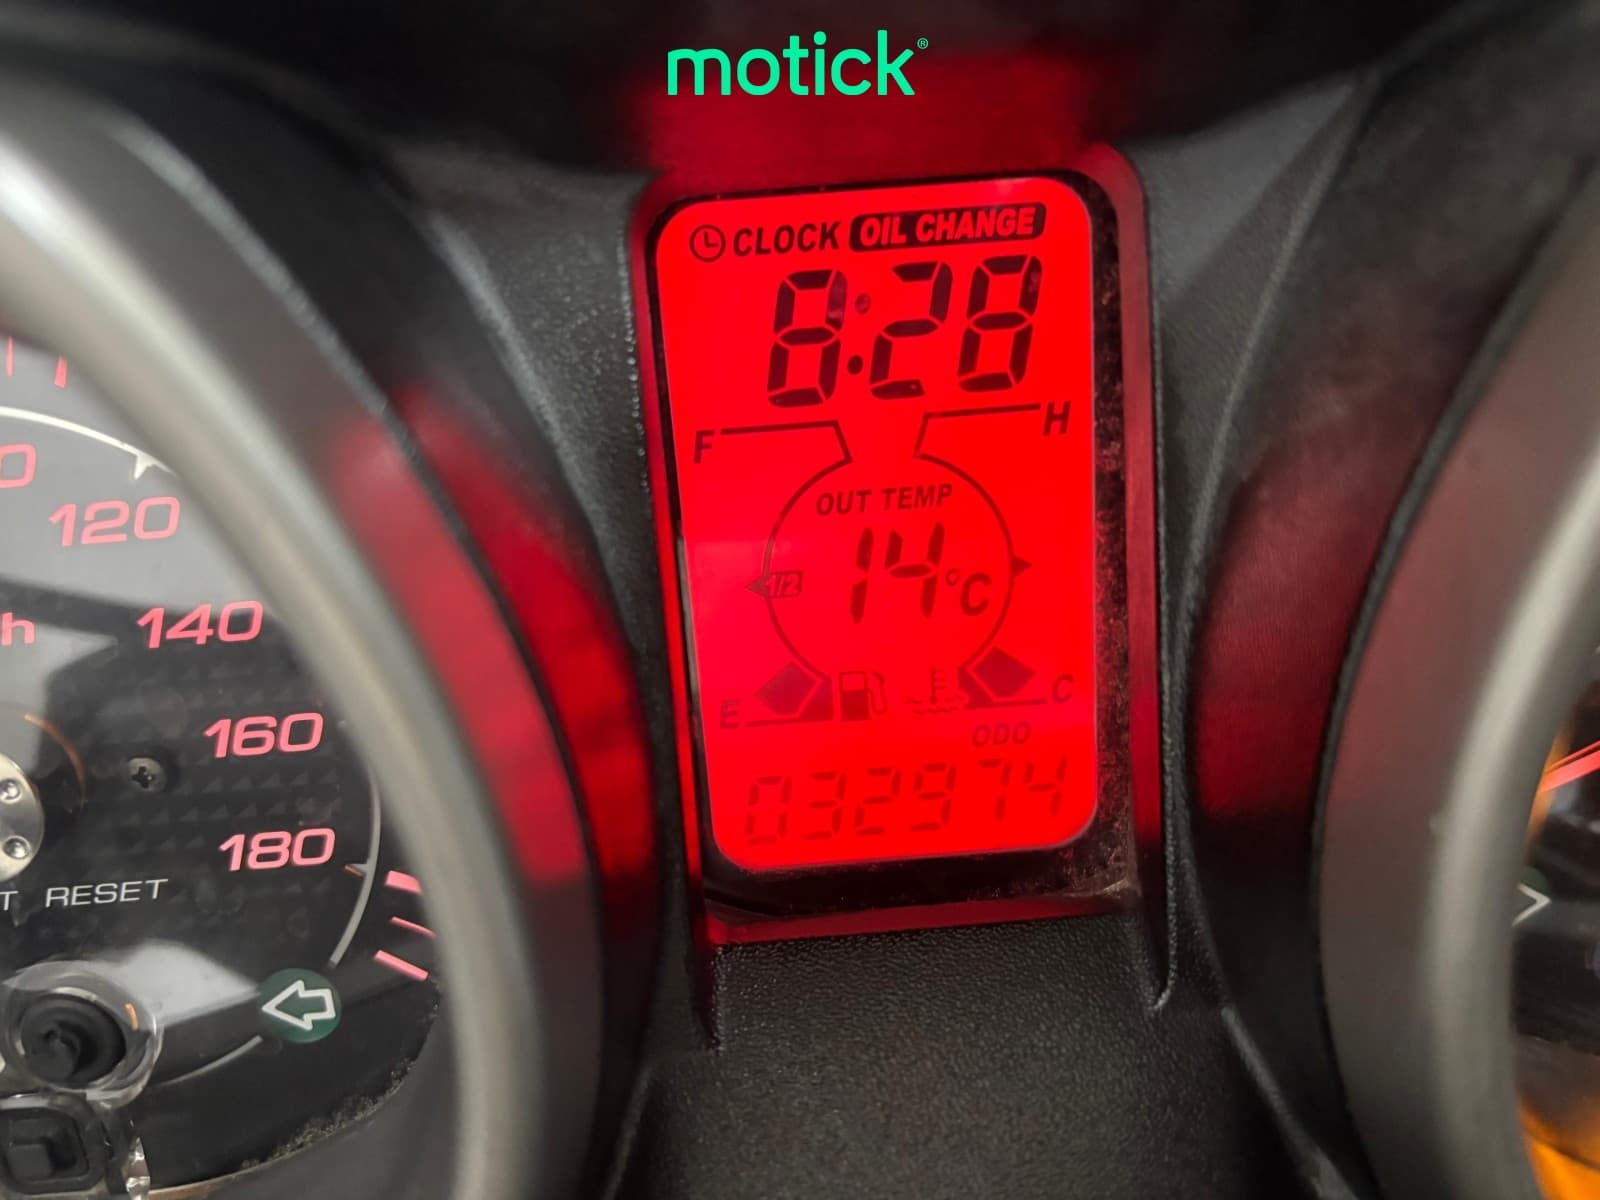 motick®
CLOCK OIL CHANGE
8:28
F H
OUT TEMP
1/2 14°C
E C
ODO
032974
120
140
h
160
180
RESET